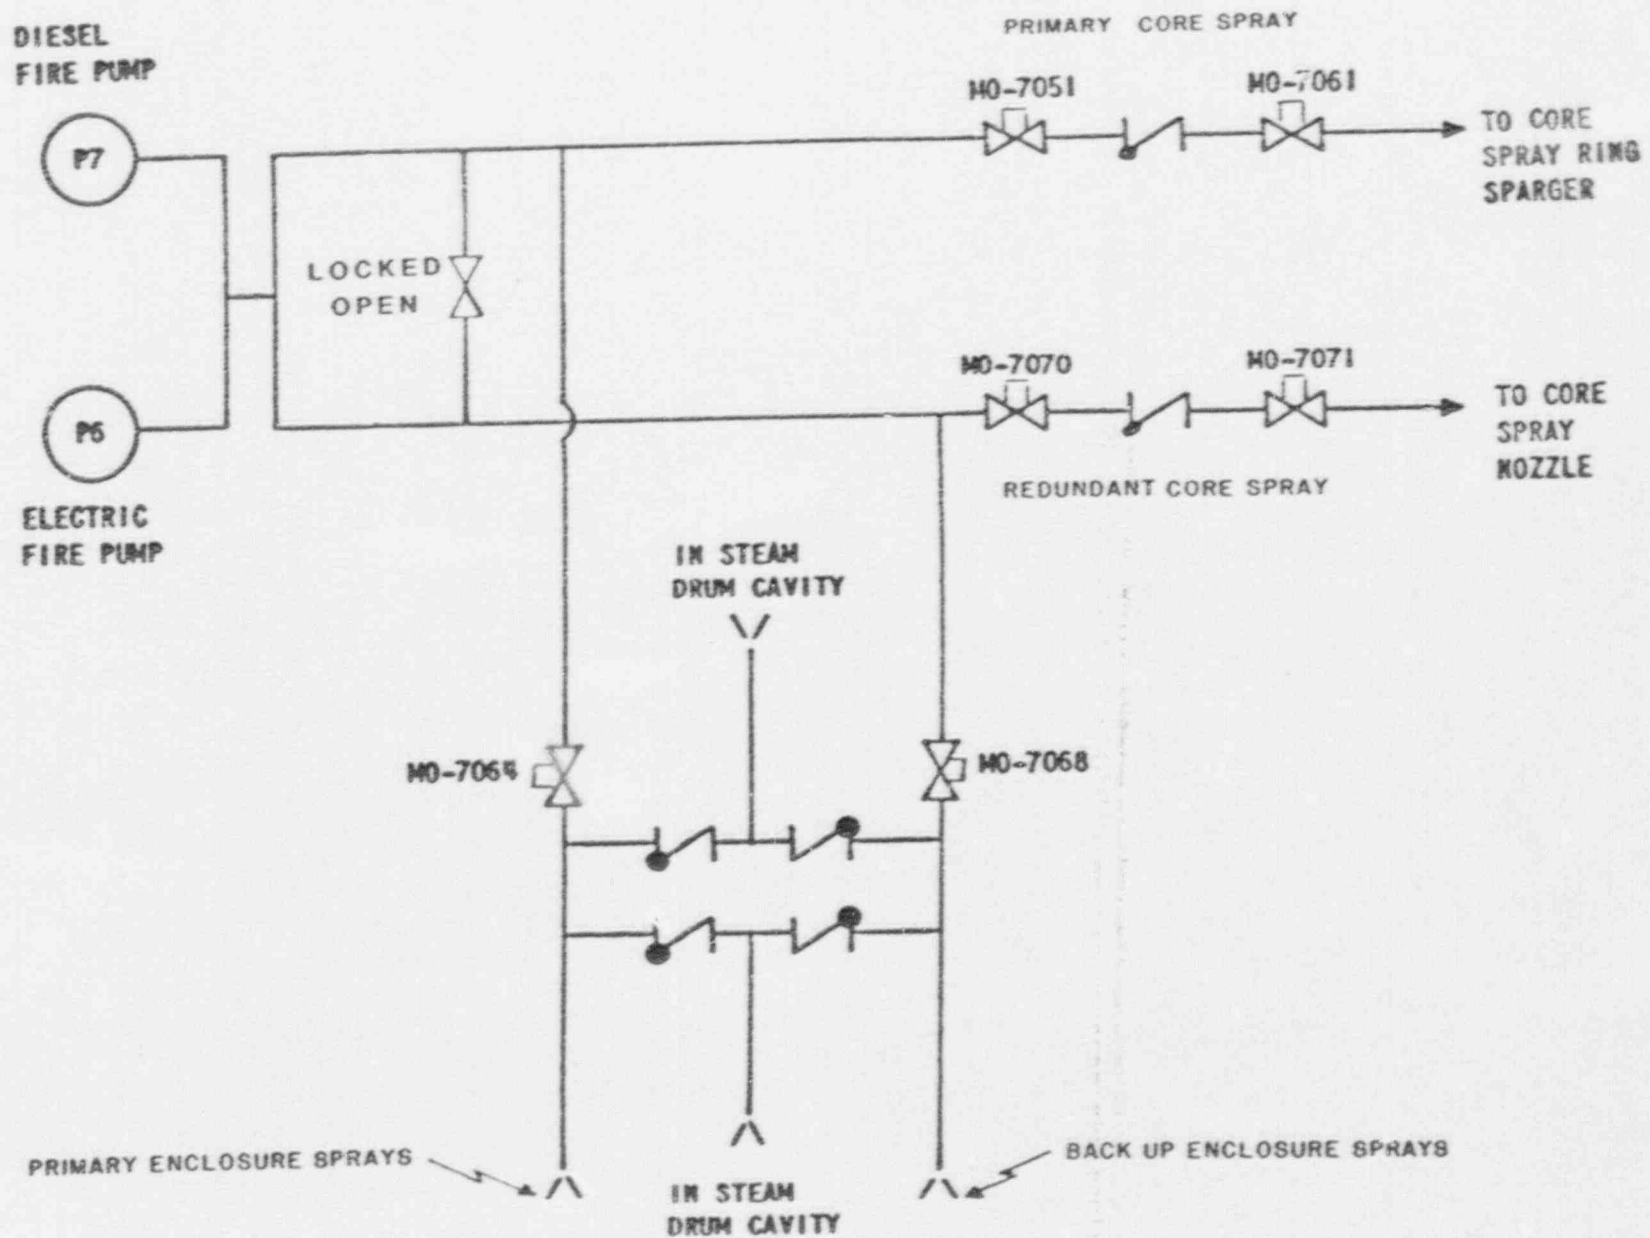 DIESEL
FIRE PUMP
P7
PRIMARY CORE SPRAY
MO-7051
MO-7061
TO CORE
SPRAY RING
SPARGER
LOCKED
OPEN
MO-7070
MO-7071
TO CORE
SPRAY
NOZZLE
P6
ELECTRIC
FIRE PUMP
REDUNDANT CORE SPRAY
IN STEAM
DRUM CAVITY
MO-7064
MO-7068
PRIMARY ENCLOSURE SPRAYS
BACK UP ENCLOSURE SPRAYS
IN STEAM
DRUM CAVITY